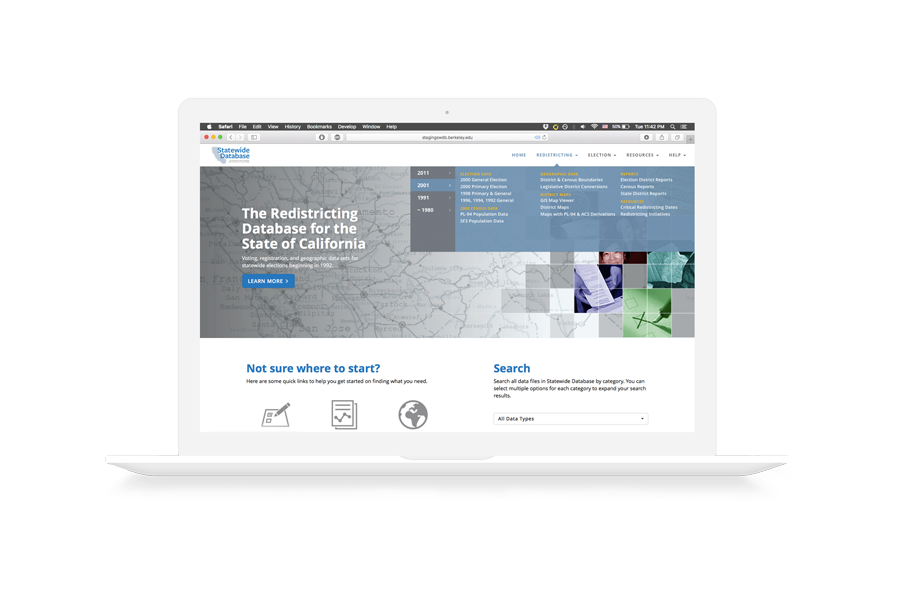 Safari File Edit View History Bookmarks Develop Window Help
50% Tue 11:42 PM
stagingswdb.berkeley.edu
Statewide
Database
HOME REDISTRICTING ELECTION RESOURCES HELP
2011
2001
1991
~ 1980
ELECTION DATA
2000 General Election
2000 Primary Election
1998 Primary & General
1996, 1994, 1992 General
PL-94 Population Data
SF3 Population Data
GEOGRAPHIC DATA
District & Census Boundaries
Legislative District Conversions
DISTRICT MAPS
GIS Map Viewer
District Maps
Maps with PL-94 & ACS Derivations
REPORTS
Election District Reports
Census Reports
State District Reports
RESOURCES
Critical Redistricting Dates
Redistricting Initiatives
The Redistricting
Database for the
State of California
Voting, registration, and geographic data sets for
statewide elections beginning in 1992.
LEARN MORE >
San Jose
Not sure where to start?
Here are some quick links to help you get started on finding what you need.
Search
Search all data files in Statewide Database by category. You can
select multiple options for each category to expand your search
results.
All Data Types